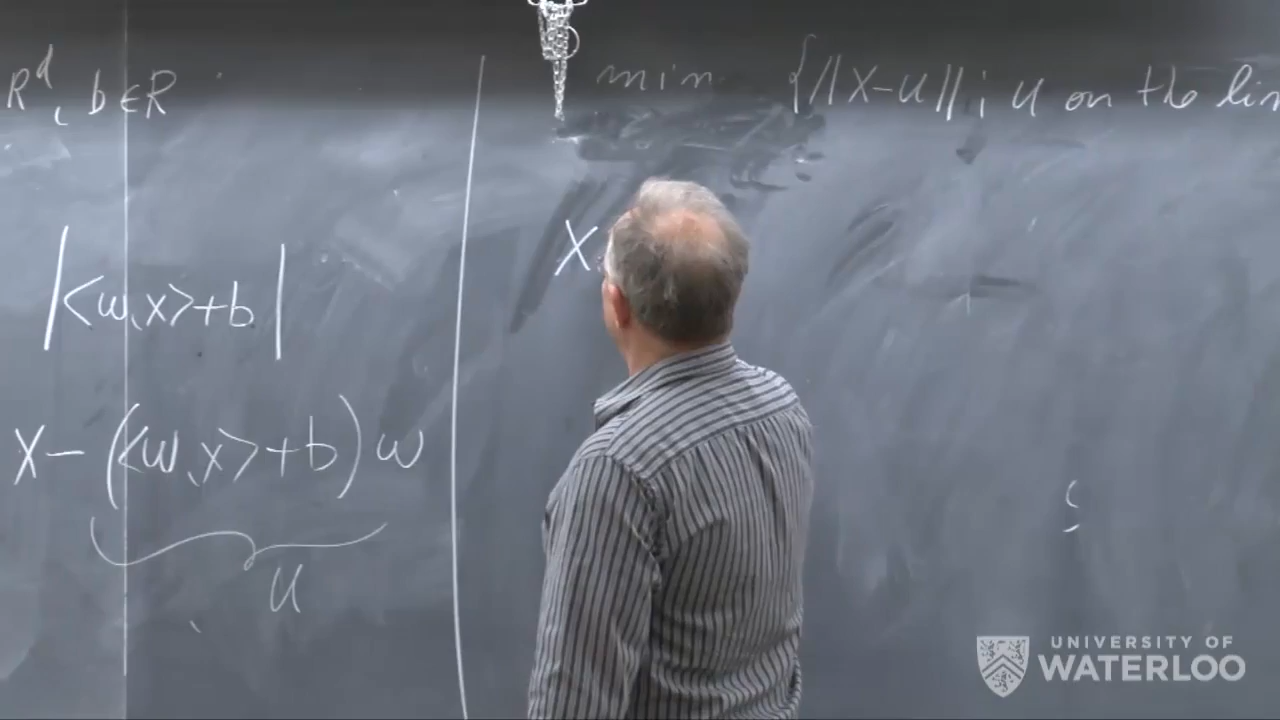 R^d, b∈R
|<w,x>+b|
x-(<w,x>+b)w
u
min {||x-u||; u on the lin
x
UNIVERSITY OF
WATERLOO